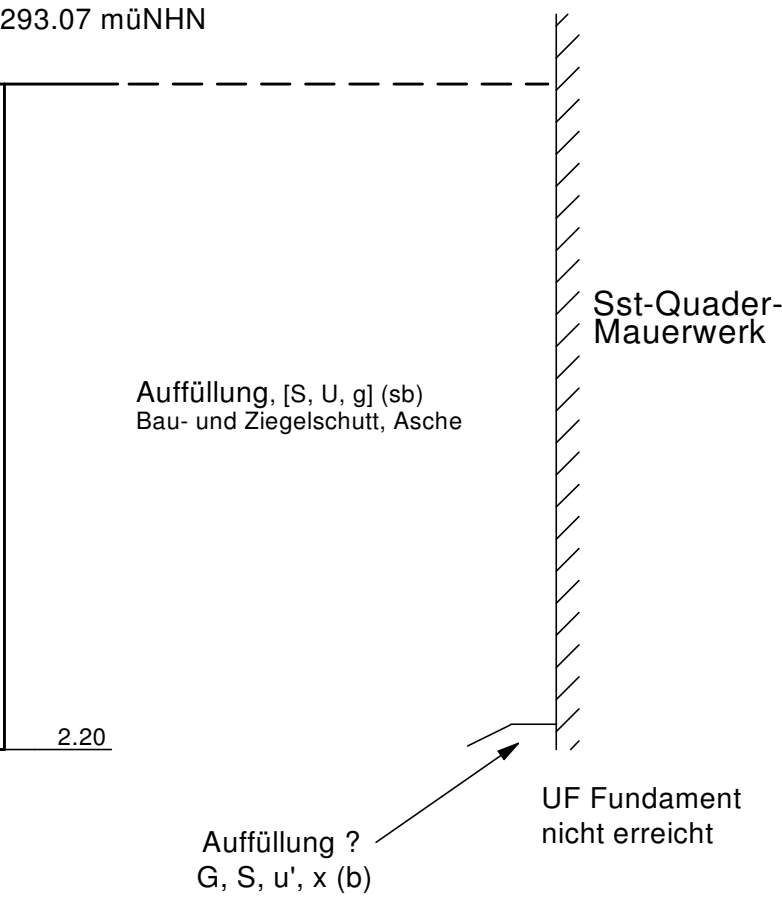 293.07 müNHN
Sst-Quader-
Mauerwerk
Auffüllung, [S, U, g] (sb)
Bau- und Ziegelschutt, Asche
2.20
UF Fundament
nicht erreicht
Auffüllung ?
G, S, u', x (b)